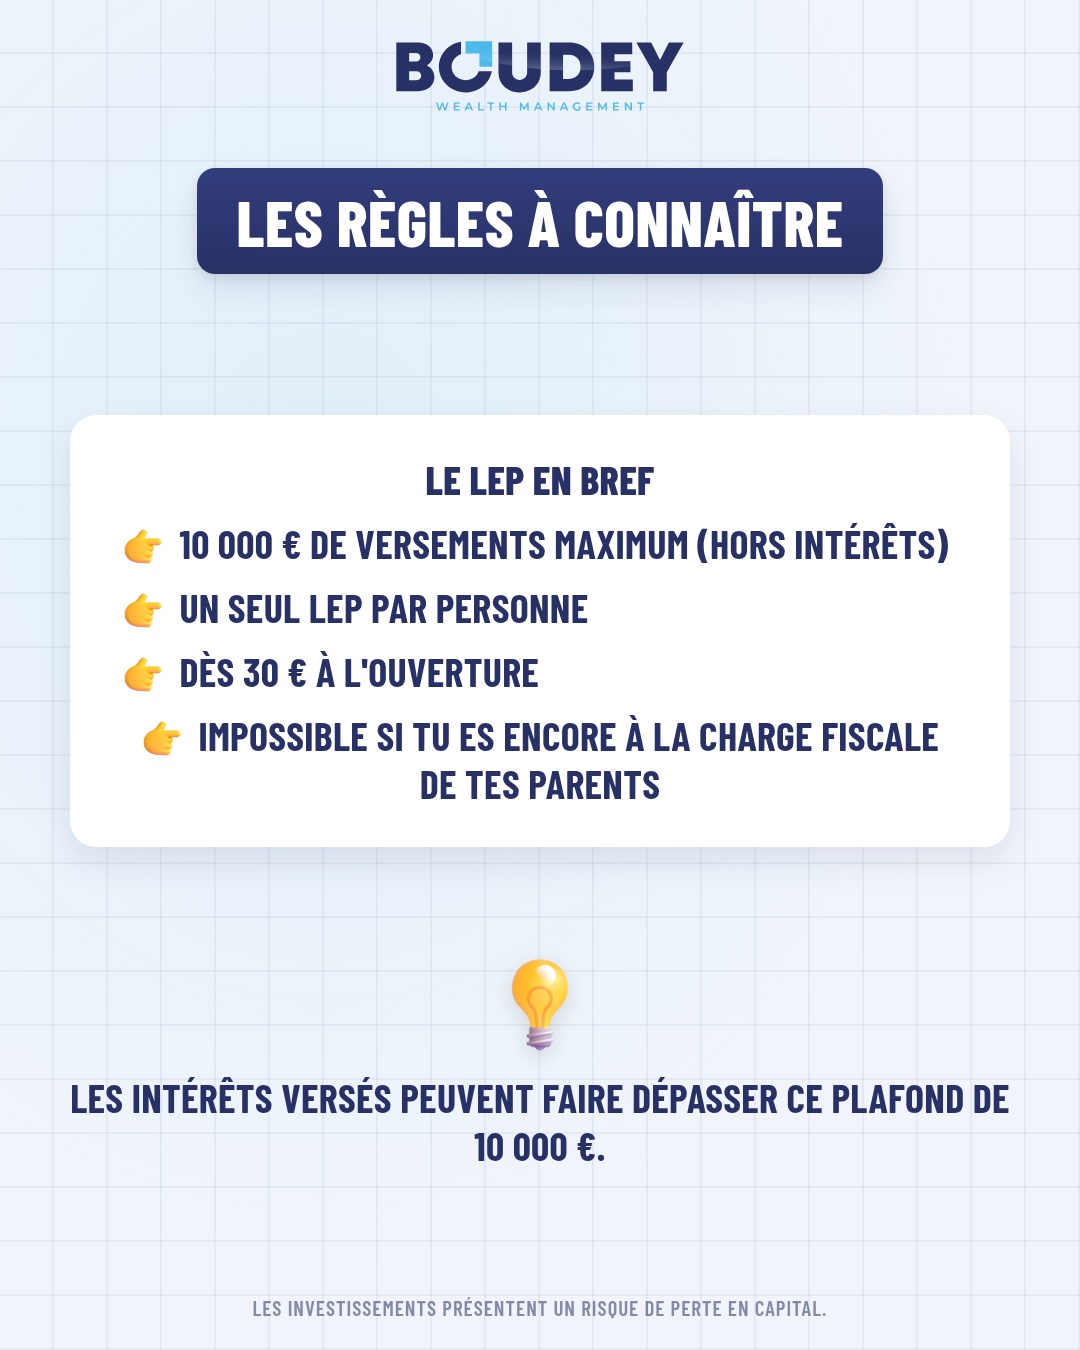 BOUDEY
WEALTH MANAGEMENT
LES RÈGLES À CONNAÎTRE
LE LEP EN BREF
👉 10 000 € DE VERSEMENTS MAXIMUM (HORS INTÉRÊTS)
👉 UN SEUL LEP PAR PERSONNE
👉 DÈS 30 € À L'OUVERTURE
👉 IMPOSSIBLE SI TU ES ENCORE À LA CHARGE FISCALE
DE TES PARENTS
LES INTÉRÊTS VERSÉS PEUVENT FAIRE DÉPASSER CE PLAFOND DE
10 000 €.
LES INVESTISSEMENTS PRÉSENTENT UN RISQUE DE PERTE EN CAPITAL.